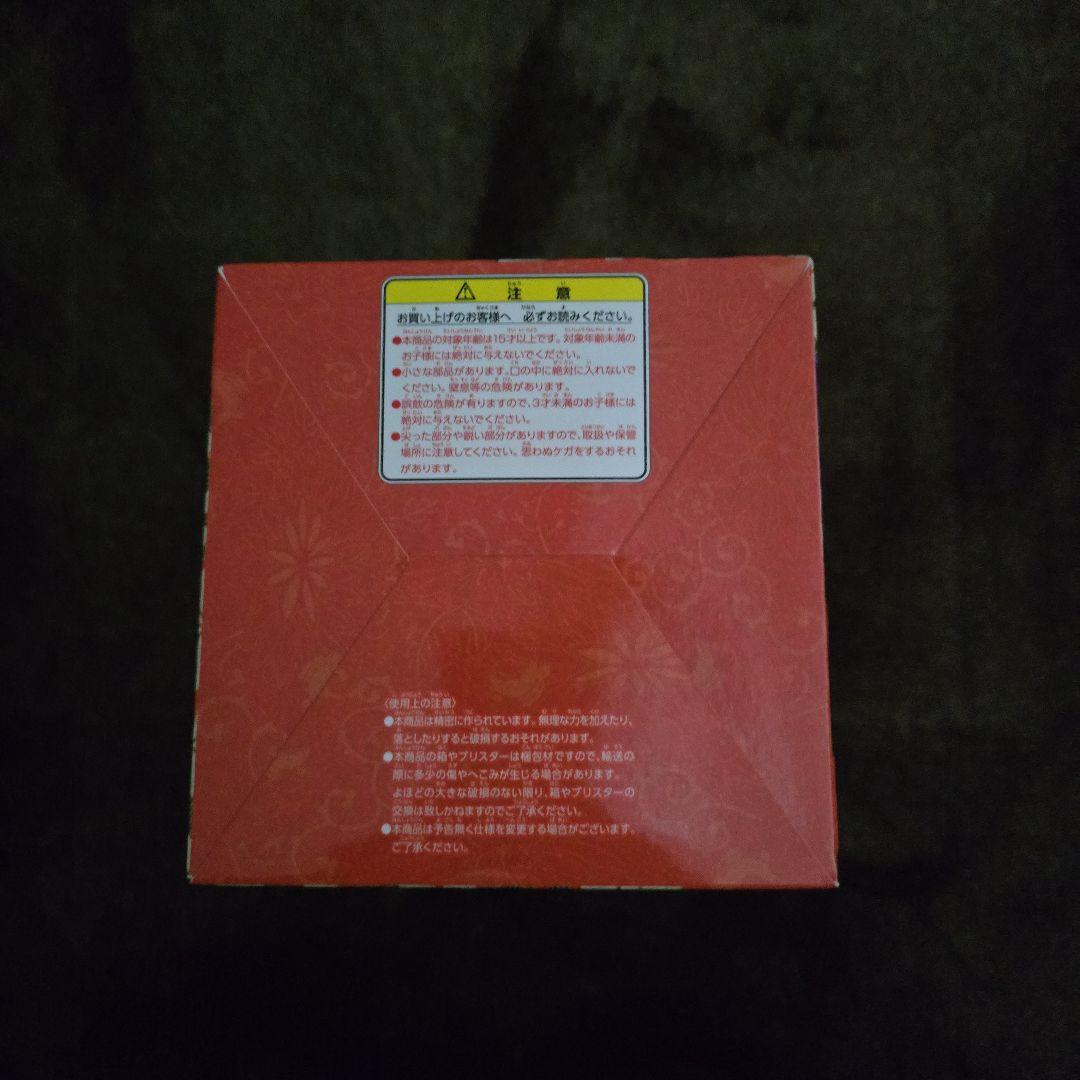 注意
お買い上げのお客様へ 必ずお読みください。
●本商品の対象年齢は15才以上です。対象年齢未満の
お子様には絶対に与えないでください。
●小さな部品があります。口の中に絶対に入れないで
ください。窒息等の危険があります。
●誤飲の危険が有りますので、3才未満のお子様には
絶対に与えないでください。
●尖った部分や鋭い部分がありますので、取扱や保管
場所に注意してください。思わぬケガをするおそれ
があります。
〈使用上の注意〉
●本商品は精密に作られています。無理な力を加えたり、
落としたりすると破損するおそれがあります。
●本商品の箱やブリスターは梱包材ですので、輸送の
際に多少の傷やへこみが生じる場合があります。
よほどの大きな破損のない限り、箱やブリスターの
交換は致しかねますのでご了承ください。
●本商品は予告無く仕様を変更する場合がございます。
ご了承ください。